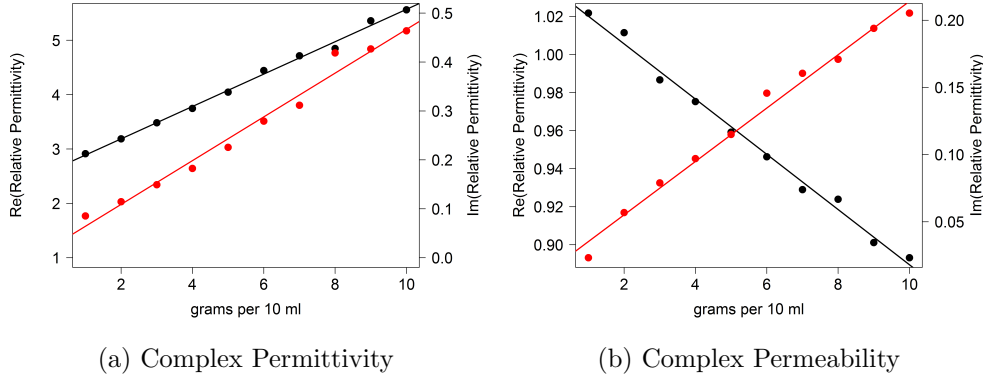 5
4
3
2
1
Re(Relative Permittivity)
0.5
0.4
0.3
0.2
0.1
0.0
Im(Relative Permittivity)
2 4 6 8 10
grams per 10 ml
(a) Complex Permittivity
1.02
1.00
0.98
0.96
0.94
0.92
0.90
Re(Relative Permittivity)
0.20
0.15
0.10
0.05
Im(Relative Permittivity)
2 4 6 8 10
grams per 10 ml
(b) Complex Permeability